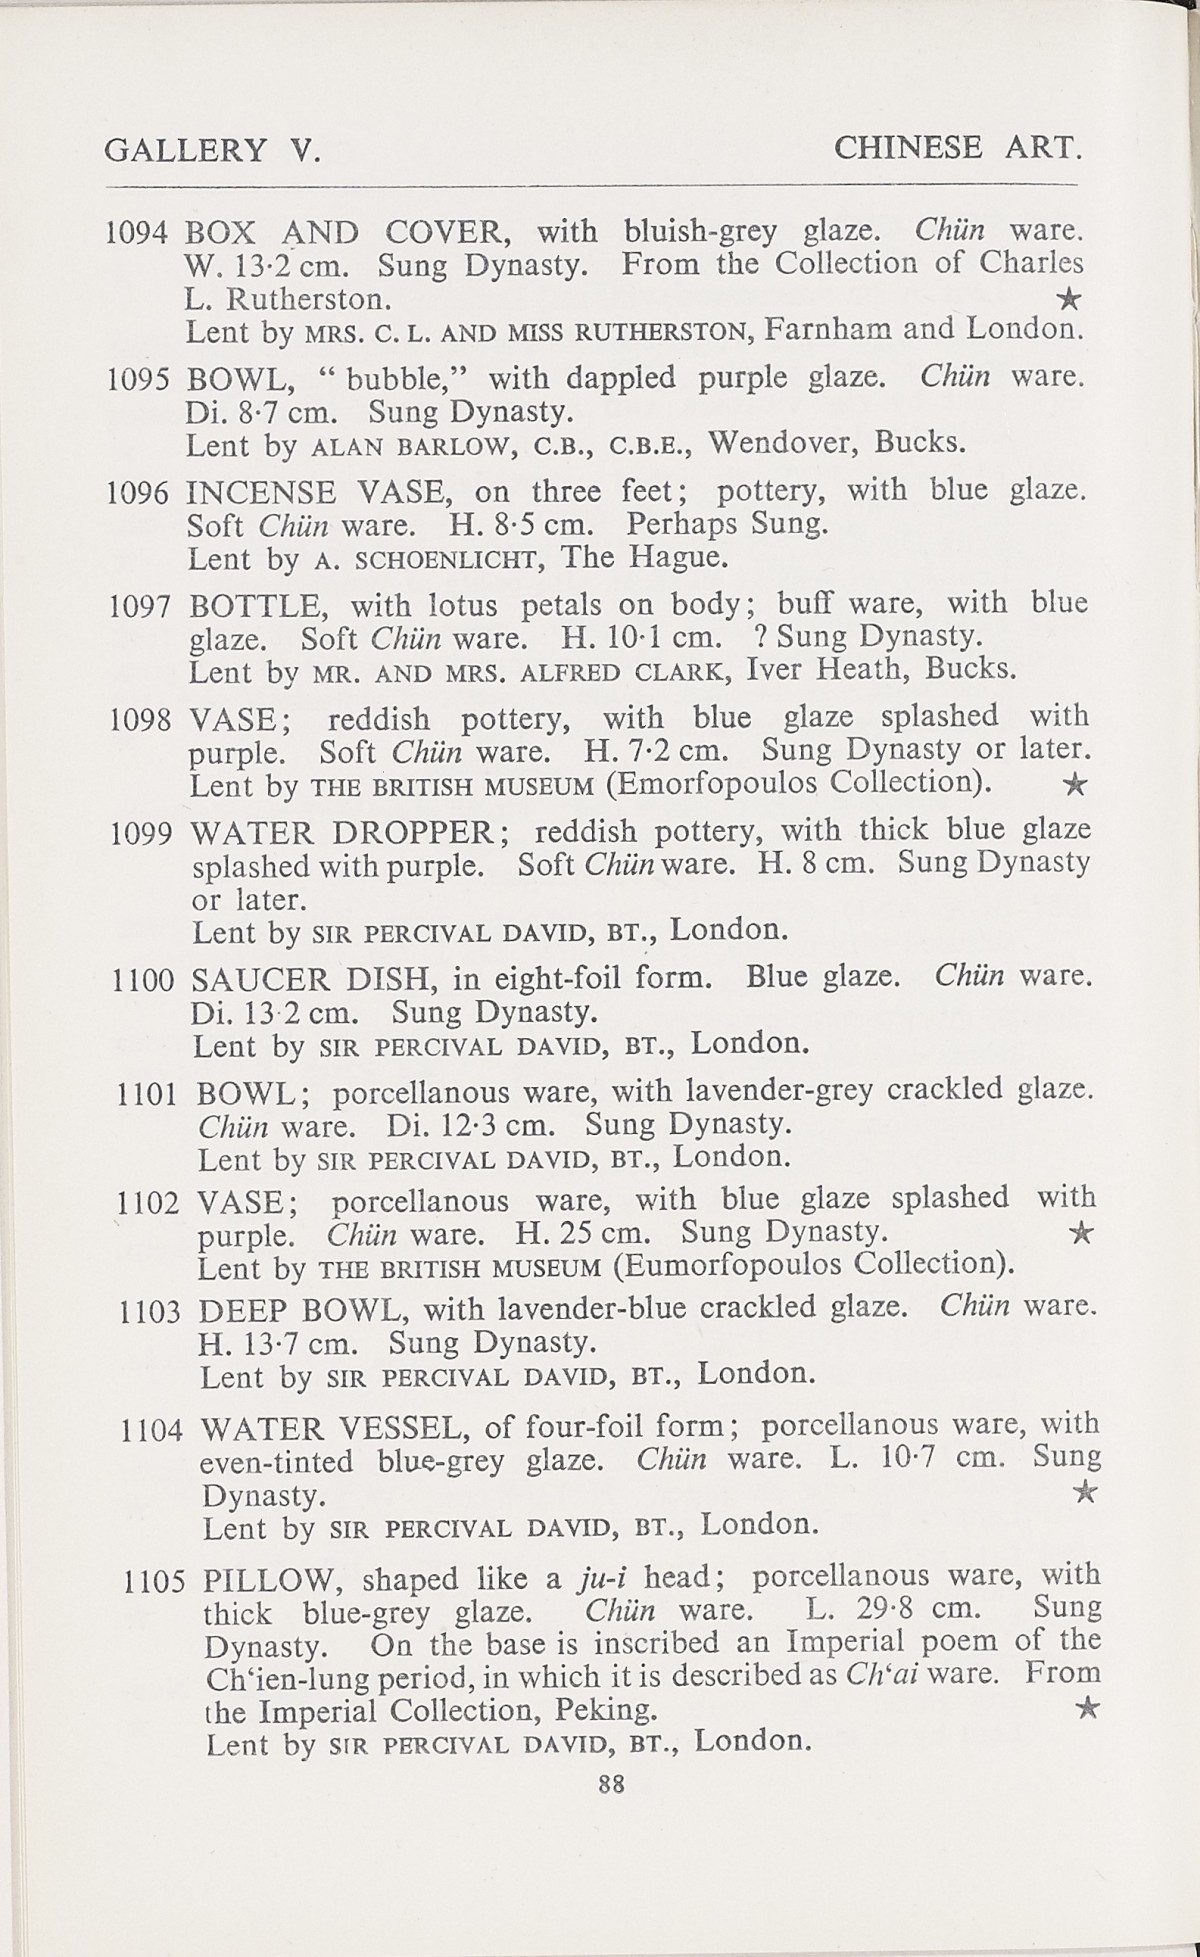 GALLERY V. CHINESE ART.
1094 BOX AND COVER, with bluish-grey glaze. Chün ware.
W. 13·2 cm. Sung Dynasty. From the Collection of Charles
L. Rutherston. ★
Lent by MRS. C. L. AND MISS RUTHERSTON, Farnham and London.
1095 BOWL, “ bubble,” with dappled purple glaze. Chün ware.
Di. 8·7 cm. Sung Dynasty.
Lent by ALAN BARLOW, C.B., C.B.E., Wendover, Bucks.
1096 INCENSE VASE, on three feet; pottery, with blue glaze.
Soft Chün ware. H. 8·5 cm. Perhaps Sung.
Lent by A. SCHOENLICHT, The Hague.
1097 BOTTLE, with lotus petals on body; buff ware, with blue
glaze. Soft Chün ware. H. 10·1 cm. ? Sung Dynasty.
Lent by MR. AND MRS. ALFRED CLARK, Iver Heath, Bucks.
1098 VASE; reddish pottery, with blue glaze splashed with
purple. Soft Chün ware. H. 7·2 cm. Sung Dynasty or later.
Lent by THE BRITISH MUSEUM (Emorfopoulos Collection). ★
1099 WATER DROPPER; reddish pottery, with thick blue glaze
splashed with purple. Soft Chün ware. H. 8 cm. Sung Dynasty
or later.
Lent by SIR PERCIVAL DAVID, BT., London.
1100 SAUCER DISH, in eight-foil form. Blue glaze. Chün ware.
Di. 13·2 cm. Sung Dynasty.
Lent by SIR PERCIVAL DAVID, BT., London.
1101 BOWL; porcellanous ware, with lavender-grey crackled glaze.
Chün ware. Di. 12·3 cm. Sung Dynasty.
Lent by SIR PERCIVAL DAVID, BT., London.
1102 VASE; porcellanous ware, with blue glaze splashed with
purple. Chün ware. H. 25 cm. Sung Dynasty. ★
Lent by THE BRITISH MUSEUM (Eumorfopoulos Collection).
1103 DEEP BOWL, with lavender-blue crackled glaze. Chün ware.
H. 13·7 cm. Sung Dynasty.
Lent by SIR PERCIVAL DAVID, BT., London.
1104 WATER VESSEL, of four-foil form; porcellanous ware, with
even-tinted blue-grey glaze. Chün ware. L. 10·7 cm. Sung
Dynasty. ★
Lent by SIR PERCIVAL DAVID, BT., London.
1105 PILLOW, shaped like a ju-i head; porcellanous ware, with
thick blue-grey glaze. Chün ware. L. 29·8 cm. Sung
Dynasty. On the base is inscribed an Imperial poem of the
Ch‘ien-lung period, in which it is described as Ch‘ai ware. From
the Imperial Collection, Peking. ★
Lent by SIR PERCIVAL DAVID, BT., London.
88